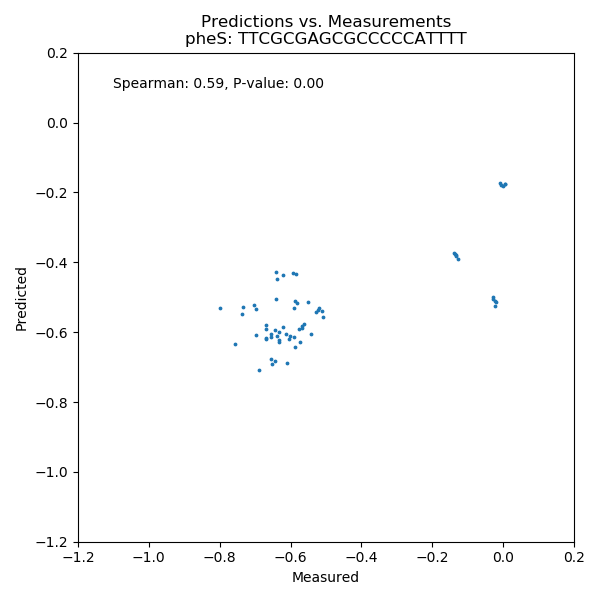 Predictions vs. Measurements
pheS: TTCGCGAGCGCCCCCATTTT
Spearman: 0.59, P-value: 0.00
0.2
0.0
−0.2
−0.4
−0.6
−0.8
−1.0
−1.2
Predicted
−1.2 −1.0 −0.8 −0.6 −0.4 −0.2 0.0 0.2
Measured